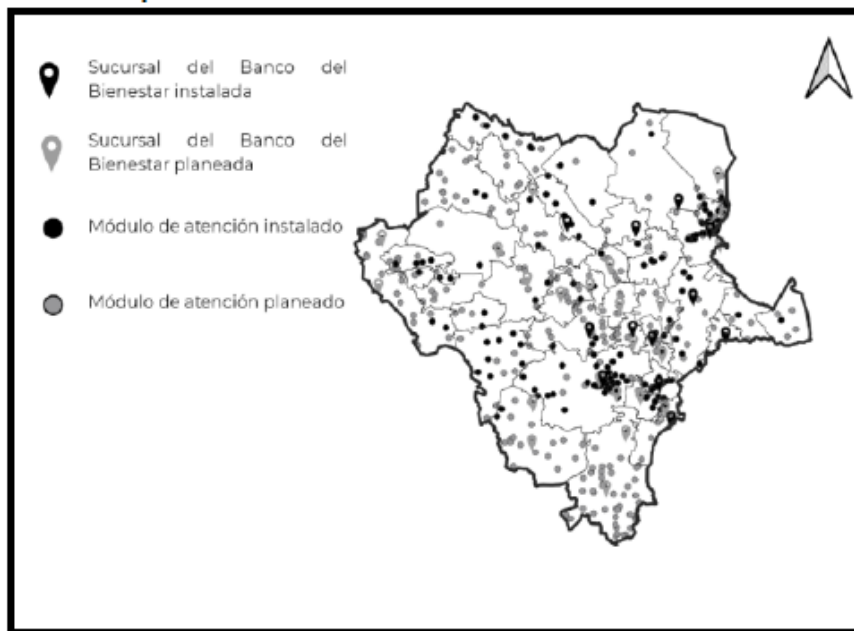 Sucursal del Banco del
Bienestar instalada
Sucursal del Banco del
Bienestar planeada
Módulo de atención instalado
Módulo de atención planeado